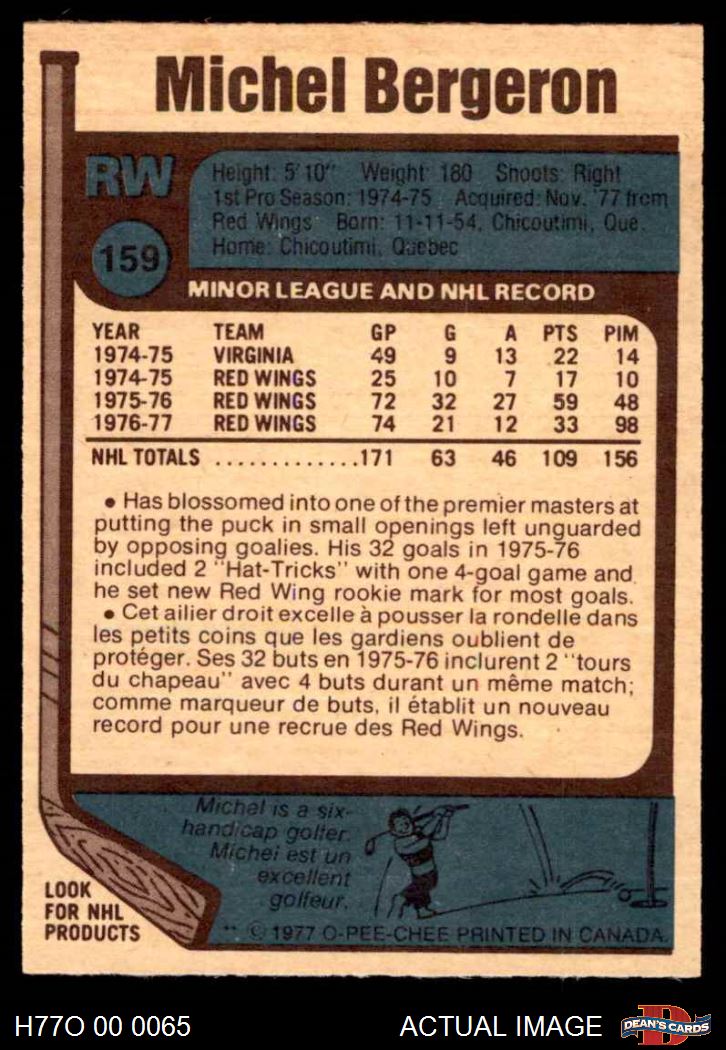 Michel Bergeron
RW
Height: 5'10" Weight: 180 Shoots: Right
1st Pro Season: 1974-75 Acquired: Nov. '77 from
Red Wings Born: 11-11-54, Chicoutimi, Que.
Home: Chicoutimi, Quebec
159
MINOR LEAGUE AND NHL RECORD
YEAR TEAM GP G A PTS PIM
1974-75 VIRGINIA 49 9 13 22 14
1974-75 RED WINGS 25 10 7 17 10
1975-76 RED WINGS 72 32 27 59 48
1976-77 RED WINGS 74 21 12 33 98
NHL TOTALS .............171 63 46 109 156
• Has blossomed into one of the premier masters at
putting the puck in small openings left unguarded
by opposing goalies. His 32 goals in 1975-76
included 2 "Hat-Tricks" with one 4-goal game and
he set new Red Wing rookie mark for most goals.
• Cet ailier droit excelle à pousser la rondelle dans
les petits coins que les gardiens oublient de
protéger. Ses 32 buts en 1975-76 inclurent 2 "tours
du chapeau" avec 4 buts durant un même match;
comme marqueur de buts, il établit un nouveau
record pour une recrue des Red Wings.
Michel is a six-
handicap golfer.
Michel est un
excellent
golfeur.
LOOK
FOR NHL
PRODUCTS
** © 1977 O-PEE-CHEE PRINTED IN CANADA.
H77O 00 0065
ACTUAL IMAGE
D
DEAN'S CARDS